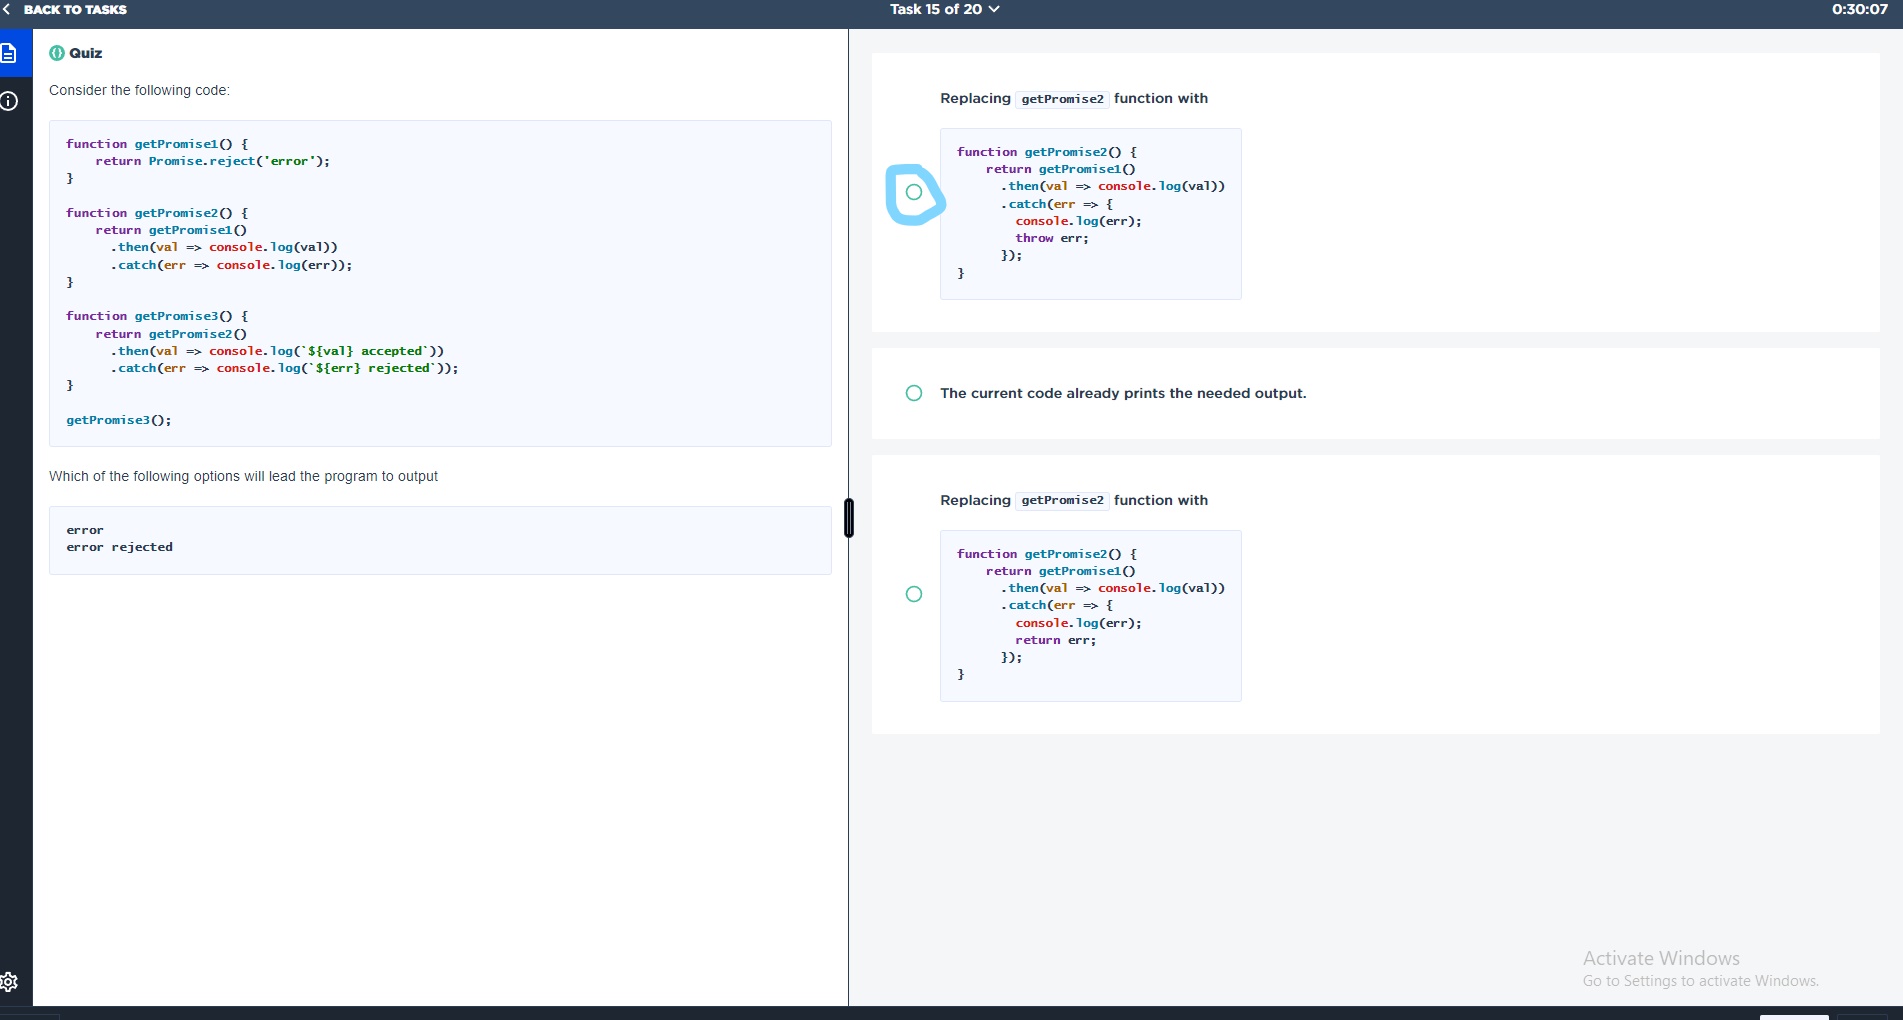 BACK TO TASKS
Task 15 of 20
0:30:07
Quiz
Consider the following code:
function getPromise1() {
    return Promise.reject('error');
}
function getPromise2() {
    return getPromise1()
      .then(val => console.log(val))
      .catch(err => console.log(err));
}
function getPromise3() {
    return getPromise2()
      .then(val => console.log(`${val} accepted`))
      .catch(err => console.log(`${err} rejected`));
}
getPromise3();
Which of the following options will lead the program to output
error
error rejected
Replacing getPromise2 function with
function getPromise2() {
    return getPromise1()
      .then(val => console.log(val))
      .catch(err => {
        console.log(err);
        throw err;
      });
}
The current code already prints the needed output.
Replacing getPromise2 function with
function getPromise2() {
    return getPromise1()
      .then(val => console.log(val))
      .catch(err => {
        console.log(err);
        return err;
      });
}
Activate Windows
Go to Settings to activate Windows.